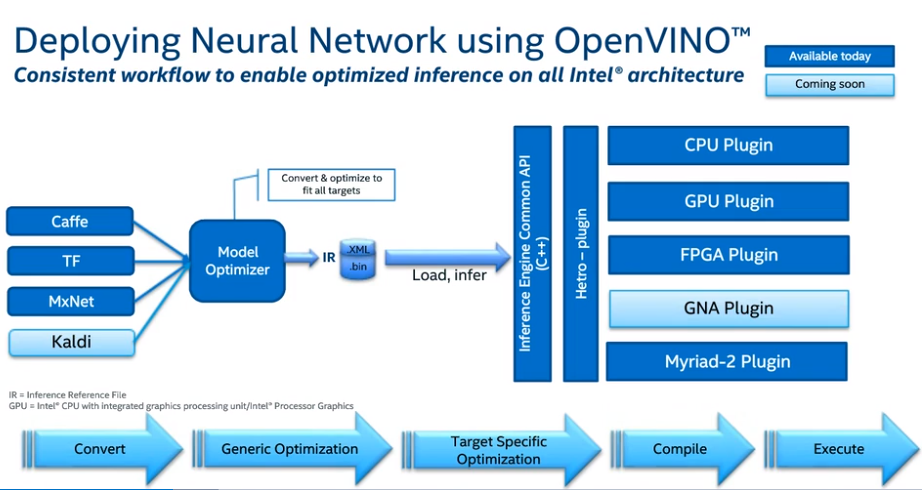 Deploying Neural Network using OpenVINO™
Consistent workflow to enable optimized inference on all Intel® architecture
Available today
Coming soon
Convert & optimize to
fit all targets
Caffe
TF
MxNet
Kaldi
Model
Optimizer
IR
.XML
.bin
Load, infer
Inference Engine Common API
(C++)
Hetro – plugin
CPU Plugin
GPU Plugin
FPGA Plugin
GNA Plugin
Myriad-2 Plugin
IR = Inference Reference File
GPU = Intel® CPU with integrated graphics processing unit/Intel® Processor Graphics
Convert
Generic Optimization
Target Specific
Optimization
Compile
Execute